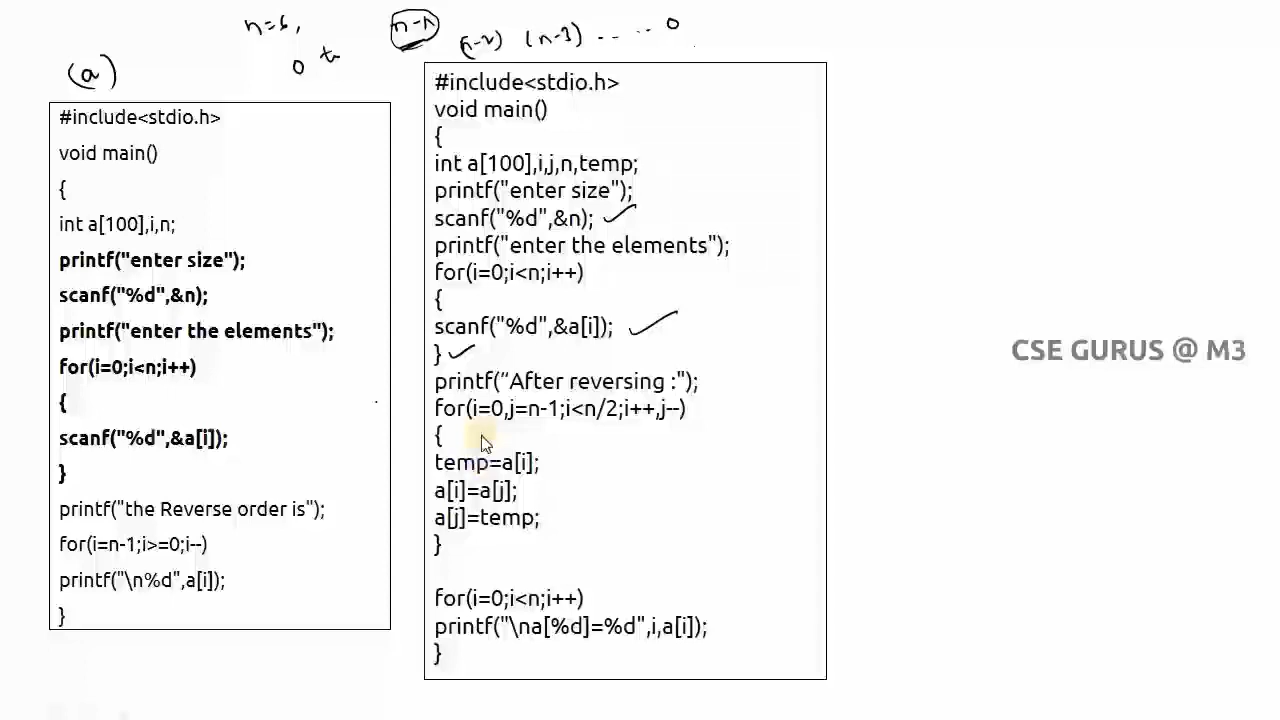 n=6,
0 to
n-1
(n-2) (n-3) ...... 0
(a)
#include<stdio.h>
void main()
{
int a[100],i,n;
printf("enter size");
scanf("%d",&n);
printf("enter the elements");
for(i=0;i<n;i++)
{
scanf("%d",&a[i]);
}
printf("the Reverse order is");
for(i=n-1;i>=0;i--)
printf("\n%d",a[i]);
}
#include<stdio.h>
void main()
{
int a[100],i,j,n,temp;
printf("enter size");
scanf("%d",&n);
printf("enter the elements");
for(i=0;i<n;i++)
{
scanf("%d",&a[i]);
}
printf(“After reversing :");
for(i=0,j=n-1;i<n/2;i++,j--)
{
temp=a[i];
a[i]=a[j];
a[j]=temp;
}
for(i=0;i<n;i++)
printf("\na[%d]=%d",i,a[i]);
}
CSE GURUS @ M3